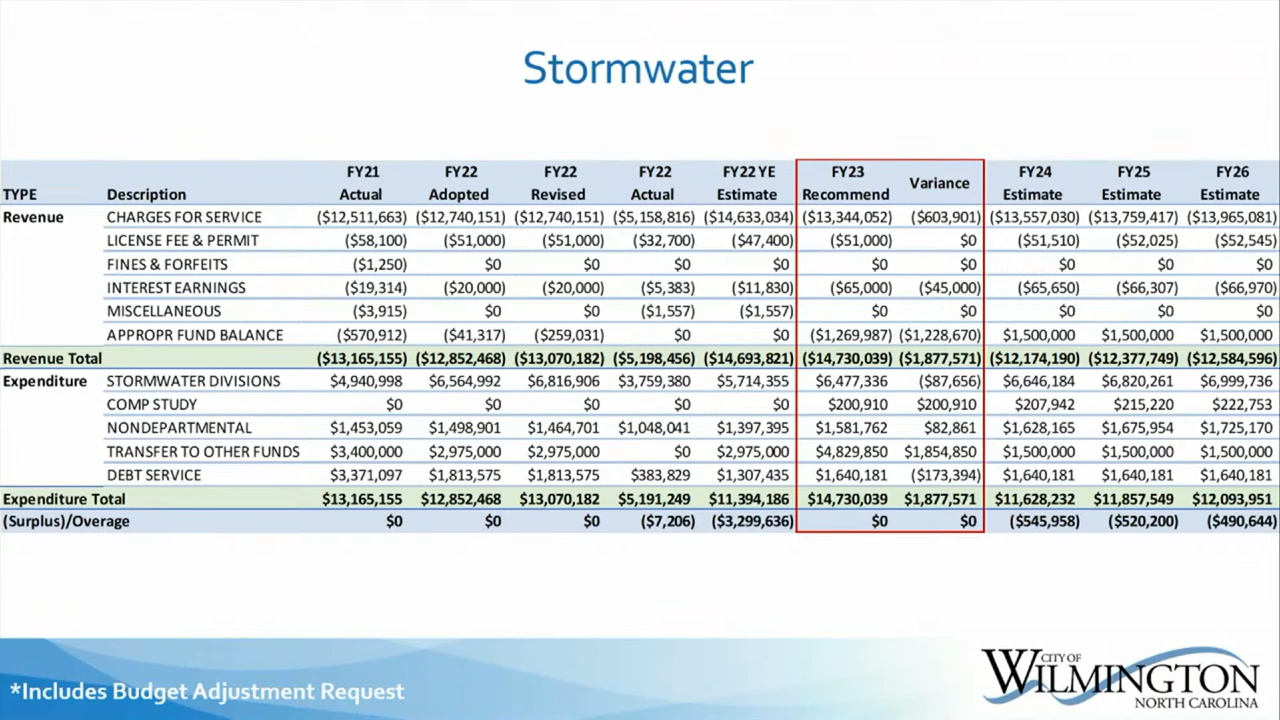 Stormwater
FY21 FY22 FY22 FY22 FY22 YE FY23 Variance FY24 FY25 FY26
TYPE Description Actual Adopted Revised Actual Estimate Recommend Estimate Estimate Estimate
Revenue CHARGES FOR SERVICE ($12,511,663) ($12,740,151) ($12,740,151) ($5,158,816) ($14,633,034) ($13,344,052) ($603,901) ($13,557,030) ($13,759,417) ($13,965,081)
LICENSE FEE & PERMIT ($58,100) ($51,000) ($51,000) ($32,700) ($47,400) ($51,000) $0 ($51,510) ($52,025) ($52,545)
FINES & FORFEITS ($1,250) $0 $0 $0 $0 $0 $0 $0 $0 $0
INTEREST EARNINGS ($19,314) ($20,000) ($20,000) ($5,383) ($11,830) ($65,000) ($45,000) ($65,650) ($66,307) ($66,970)
MISCELLANEOUS ($3,915) $0 $0 ($1,557) ($1,557) $0 $0 $0 $0 $0
APPROPR FUND BALANCE ($570,912) ($41,317) ($259,031) $0 $0 ($1,269,987) ($1,228,670) $1,500,000 $1,500,000 $1,500,000
Revenue Total ($13,165,155) ($12,852,468) ($13,070,182) ($5,198,456) ($14,693,821) ($14,730,039) ($1,877,571) ($12,174,190) ($12,377,749) ($12,584,596)
Expenditure STORMWATER DIVISIONS $4,940,998 $6,564,992 $6,816,906 $3,759,380 $5,714,355 $6,477,336 ($87,656) $6,646,184 $6,820,261 $6,999,736
COMP STUDY $0 $0 $0 $0 $0 $200,910 $200,910 $207,942 $215,220 $222,753
NONDEPARTMENTAL $1,453,059 $1,498,901 $1,464,701 $1,048,041 $1,397,395 $1,581,762 $82,861 $1,628,165 $1,675,954 $1,725,170
TRANSFER TO OTHER FUNDS $3,400,000 $2,975,000 $2,975,000 $0 $2,975,000 $4,829,850 $1,854,850 $1,500,000 $1,500,000 $1,500,000
DEBT SERVICE $3,371,097 $1,813,575 $1,813,575 $383,829 $1,307,435 $1,640,181 ($173,394) $1,640,181 $1,640,181 $1,640,181
Expenditure Total $13,165,155 $12,852,468 $13,070,182 $5,191,249 $11,394,186 $14,730,039 $1,877,571 $11,628,232 $11,857,549 $12,093,951
(Surplus)/Overage $0 $0 $0 ($7,206) ($3,299,636) $0 $0 ($545,958) ($520,200) ($490,644)
*Includes Budget Adjustment Request
CITY OF
WILMINGTON
NORTH CAROLINA